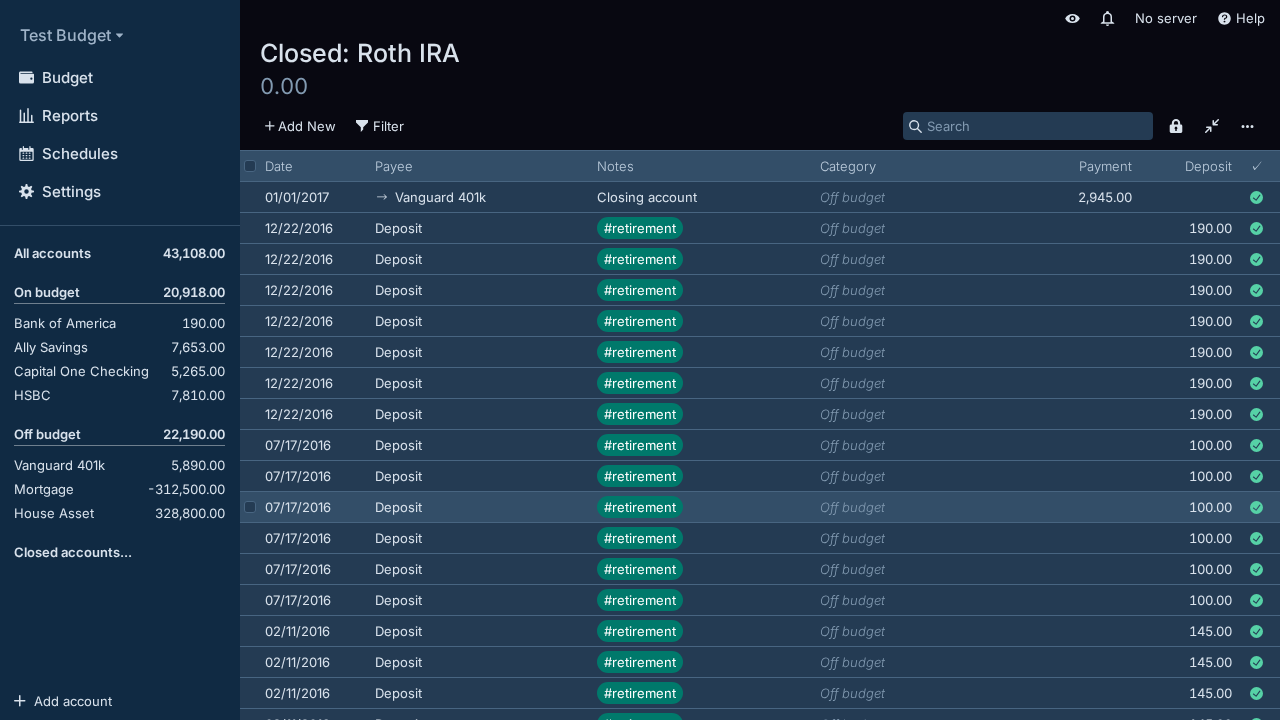 Test Budget
Budget
Reports
Schedules
Settings
All accounts 43,108.00
On budget 20,918.00
Bank of America 190.00
Ally Savings 7,653.00
Capital One Checking 5,265.00
HSBC 7,810.00
Off budget 22,190.00
Vanguard 401k 5,890.00
Mortgage -312,500.00
House Asset 328,800.00
Closed accounts...
Add account
No server Help
Closed: Roth IRA
0.00
Add New Filter Search
Date Payee Notes Category Payment Deposit ✓
01/01/2017 → Vanguard 401k Closing account Off budget 2,945.00
12/22/2016 Deposit #retirement Off budget 190.00
12/22/2016 Deposit #retirement Off budget 190.00
12/22/2016 Deposit #retirement Off budget 190.00
12/22/2016 Deposit #retirement Off budget 190.00
12/22/2016 Deposit #retirement Off budget 190.00
12/22/2016 Deposit #retirement Off budget 190.00
12/22/2016 Deposit #retirement Off budget 190.00
07/17/2016 Deposit #retirement Off budget 100.00
07/17/2016 Deposit #retirement Off budget 100.00
07/17/2016 Deposit #retirement Off budget 100.00
07/17/2016 Deposit #retirement Off budget 100.00
07/17/2016 Deposit #retirement Off budget 100.00
07/17/2016 Deposit #retirement Off budget 100.00
02/11/2016 Deposit #retirement Off budget 145.00
02/11/2016 Deposit #retirement Off budget 145.00
02/11/2016 Deposit #retirement Off budget 145.00